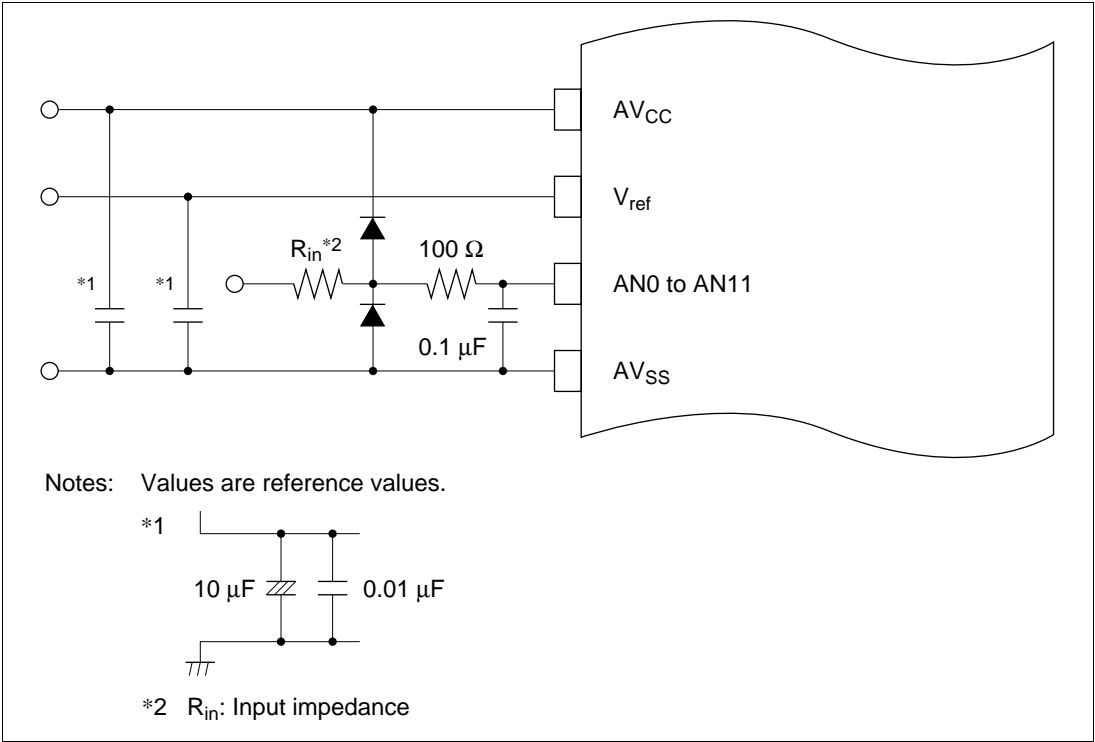 AVCC
Vref
Rin*2
100 Ω
*1
*1
AN0 to AN11
0.1 μF
AVSS
Notes: Values are reference values.
*1
10 μF
0.01 μF
*2 Rin: Input impedance